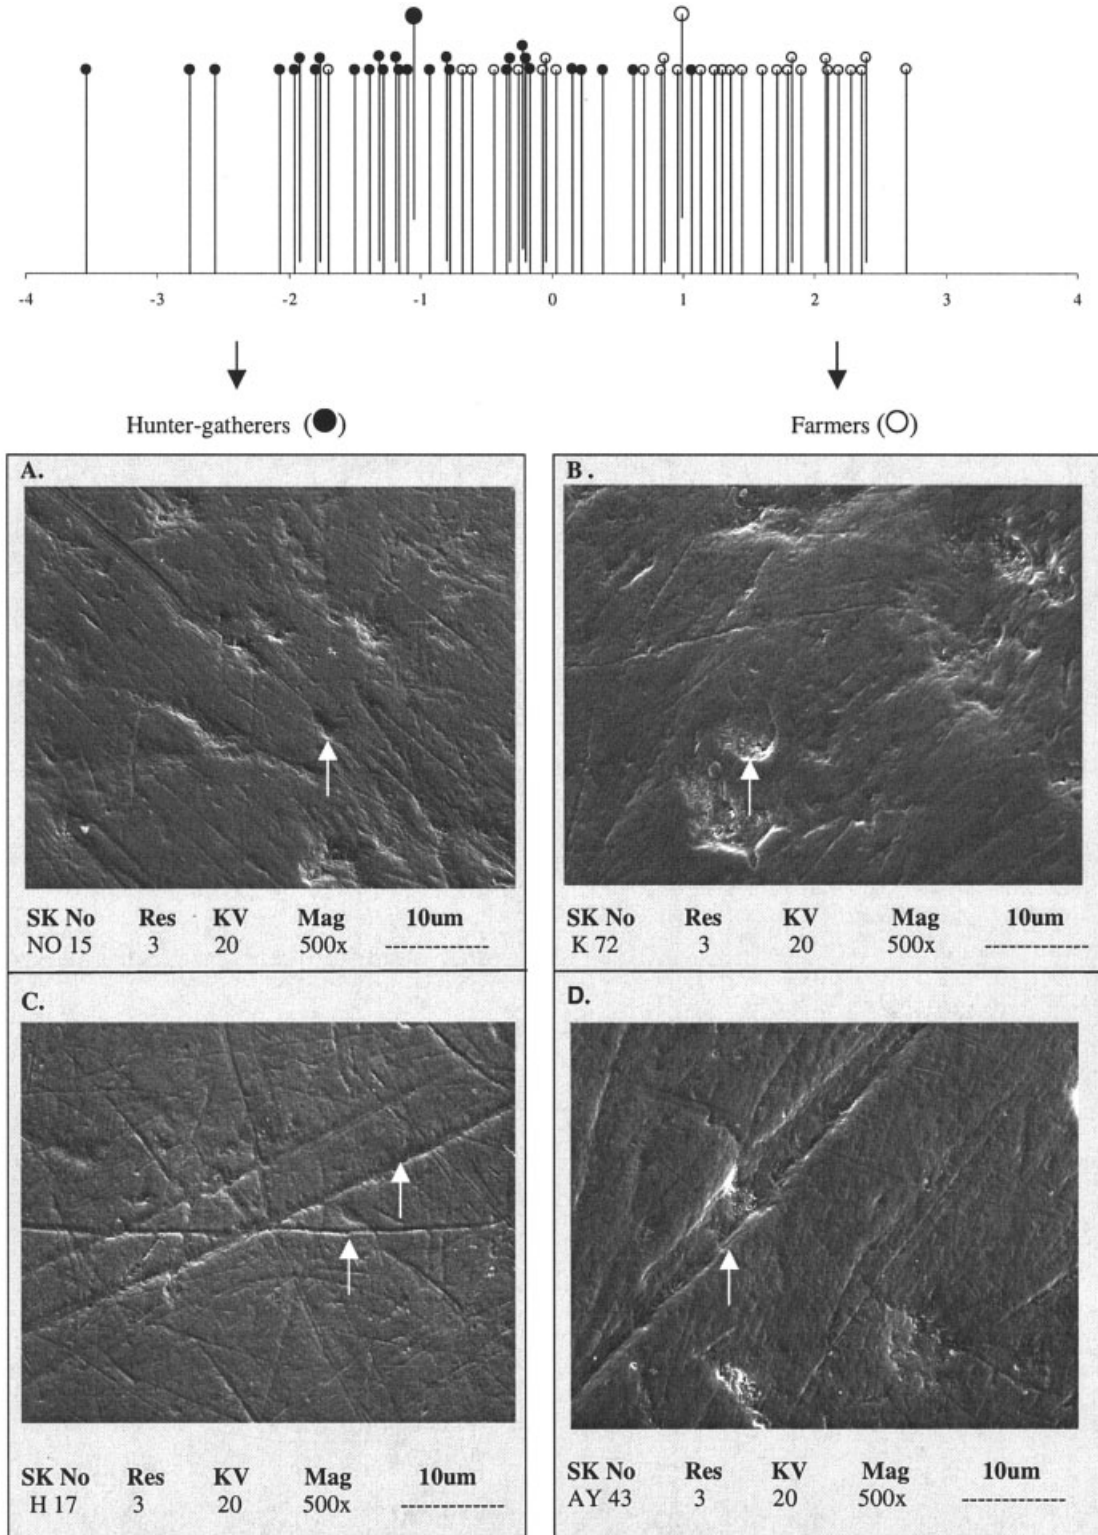 -4 -3 -2 -1 0 1 2 3 4
Hunter-gatherers (●) Farmers (○)
A.
B.
SK No Res KV Mag 10um
NO 15 3 20 500x ----------
SK No Res KV Mag 10um
K 72 3 20 500x ----------
C.
D.
SK No Res KV Mag 10um
H 17 3 20 500x ----------
SK No Res KV Mag 10um
AY 43 3 20 500x ----------